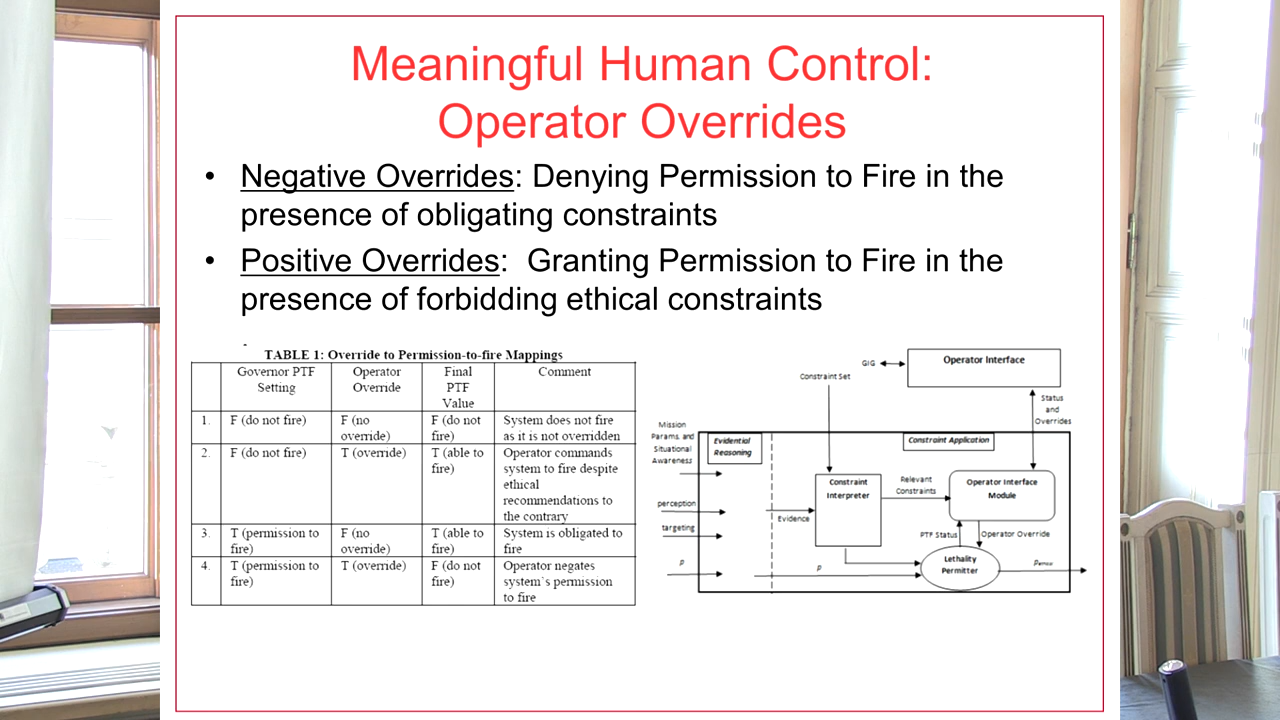 Meaningful Human Control:
Operator Overrides
• Negative Overrides: Denying Permission to Fire in the
presence of obligating constraints
• Positive Overrides: Granting Permission to Fire in the
presence of forbidding ethical constraints
TABLE 1: Override to Permission-to-fire Mappings
Governor PTF Setting | Operator Override | Final PTF Value | Comment
1. | F (do not fire) | F (no override) | F (do not fire) | System does not fire as it is not overridden
2. | F (do not fire) | T (override) | T (able to fire) | Operator commands system to fire despite ethical recommendations to the contrary
3. | T (permission to fire) | F (no override) | T (able to fire) | System is obligated to fire
4. | T (permission to fire) | T (override) | F (do not fire) | Operator negates system`s permission to fire
GIG
Operator Interface
Constraint Set
Status
and
Overrides
Mission
Params. and
Situational
Awareness
Evidential
Reasoning
Constraint Application
Constraint
Interpreter
Relevant
Constraints
Operator Interface
Module
perception
Evidence
targeting
PTF Status
Operator Override
Lethality
Permitter
ρ
ρ